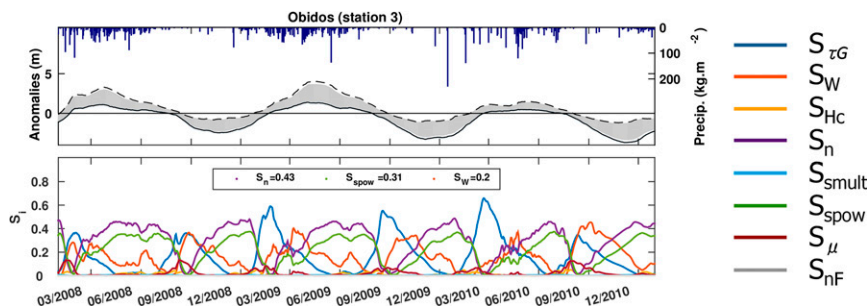 Obidos (station 3)
Anomalies (m)
5
0
0
100
200
Precip. (kg.m⁻²)
S_i
0.8
0.6
0.4
0.2
0
S_n=0.43 S_spow=0.31 S_W=0.2
03/2008 06/2008 09/2008 12/2008 03/2009 06/2009 09/2009 12/2009 03/2010 06/2010 09/2010 12/2010
S_τG
S_W
S_Hc
S_n
S_smult
S_spow
S_μ
S_nF